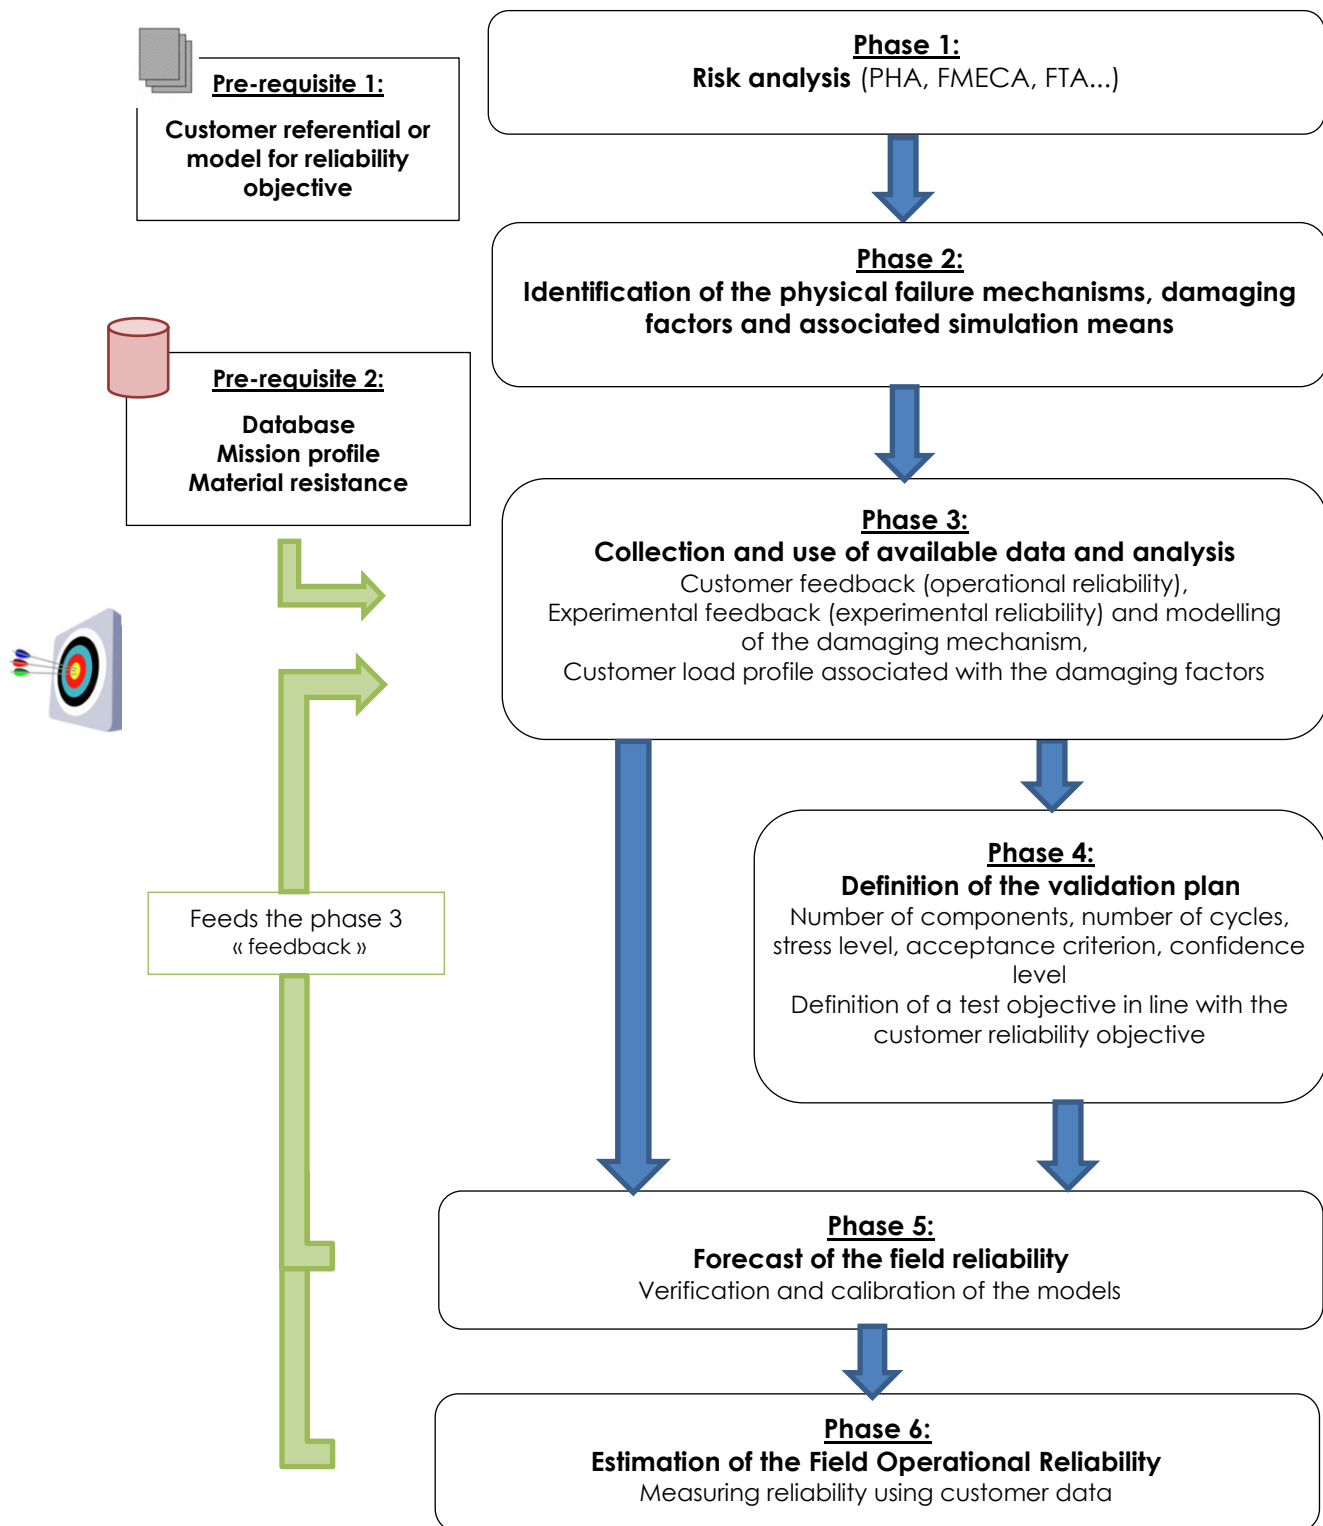 Pre-requisite 1:
Customer referential or
model for reliability
objective
Phase 1:
Risk analysis (PHA, FMECA, FTA...)
Phase 2:
Identification of the physical failure mechanisms, damaging
factors and associated simulation means
Pre-requisite 2:
Database
Mission profile
Material resistance
Phase 3:
Collection and use of available data and analysis
Customer feedback (operational reliability),
Experimental feedback (experimental reliability) and modelling
of the damaging mechanism,
Customer load profile associated with the damaging factors
Phase 4:
Definition of the validation plan
Number of components, number of cycles,
stress level, acceptance criterion, confidence
level
Definition of a test objective in line with the
customer reliability objective
Feeds the phase 3
« feedback »
Phase 5:
Forecast of the field reliability
Verification and calibration of the models
Phase 6:
Estimation of the Field Operational Reliability
Measuring reliability using customer data